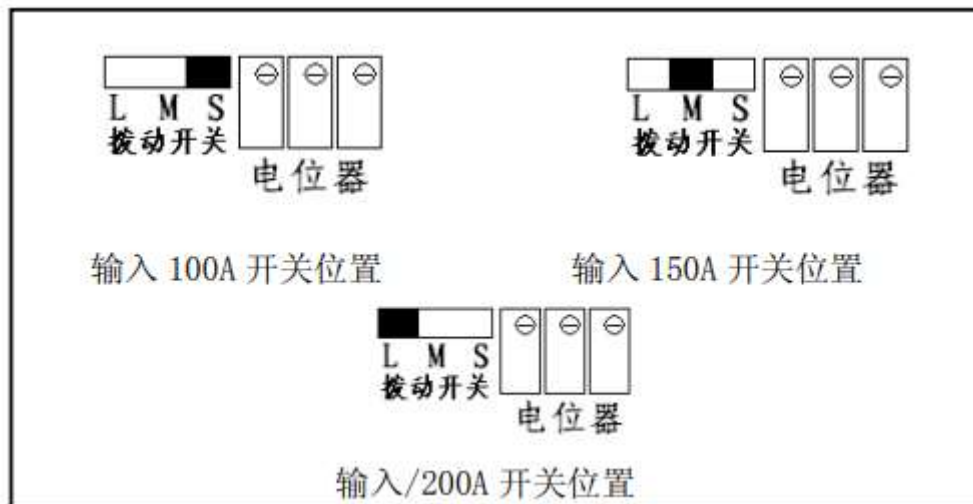 L M S
拨动开关
电位器
L M S
拨动开关
电位器
输入 100A 开关位置
输入 150A 开关位置
L M S
拨动开关
电位器
输入/200A 开关位置